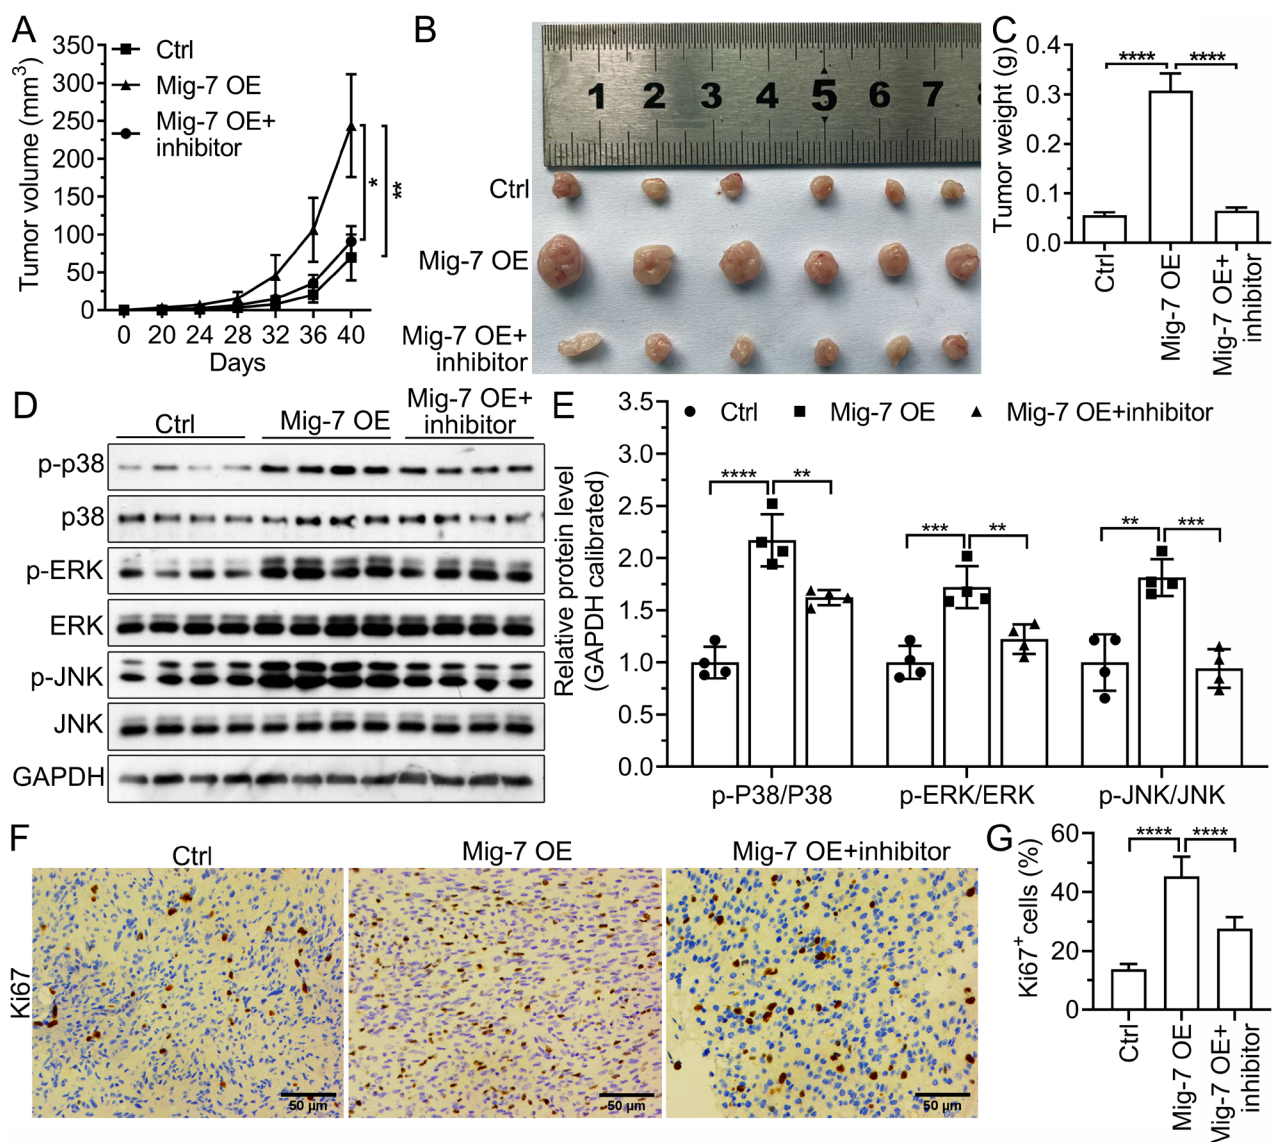 A
Tumor volume (mm3)
350
300
250
200
150
100
50
0
Ctrl
Mig-7 OE
Mig-7 OE+
inhibitor
*
**
0 20 24 28 32 36 40
Days
B
1 2 3 4 5 6 7
Ctrl
Mig-7 OE
Mig-7 OE+
inhibitor
C
Tumor weight (g)
0.4
0.3
0.2
0.1
0.0
**** ****
Ctrl
Mig-7 OE
Mig-7 OE+
inhibitor
D
Ctrl
Mig-7 OE
Mig-7 OE+
inhibitor
p-p38
p38
p-ERK
ERK
p-JNK
JNK
GAPDH
E
Relative protein level
(GAPDH calibrated)
3.5
3.0
2.5
2.0
1.5
1.0
0.5
0.0
Ctrl Mig-7 OE Mig-7 OE+inhibitor
**** **
*** **
** ***
p-P38/P38 p-ERK/ERK p-JNK/JNK
F
Ctrl
Mig-7 OE
Mig-7 OE+inhibitor
Ki67
50 µm
50 µm
50 µm
G
Ki67+ cells (%)
60
40
20
0
**** ****
Ctrl
Mig-7 OE
Mig-7 OE+
inhibitor